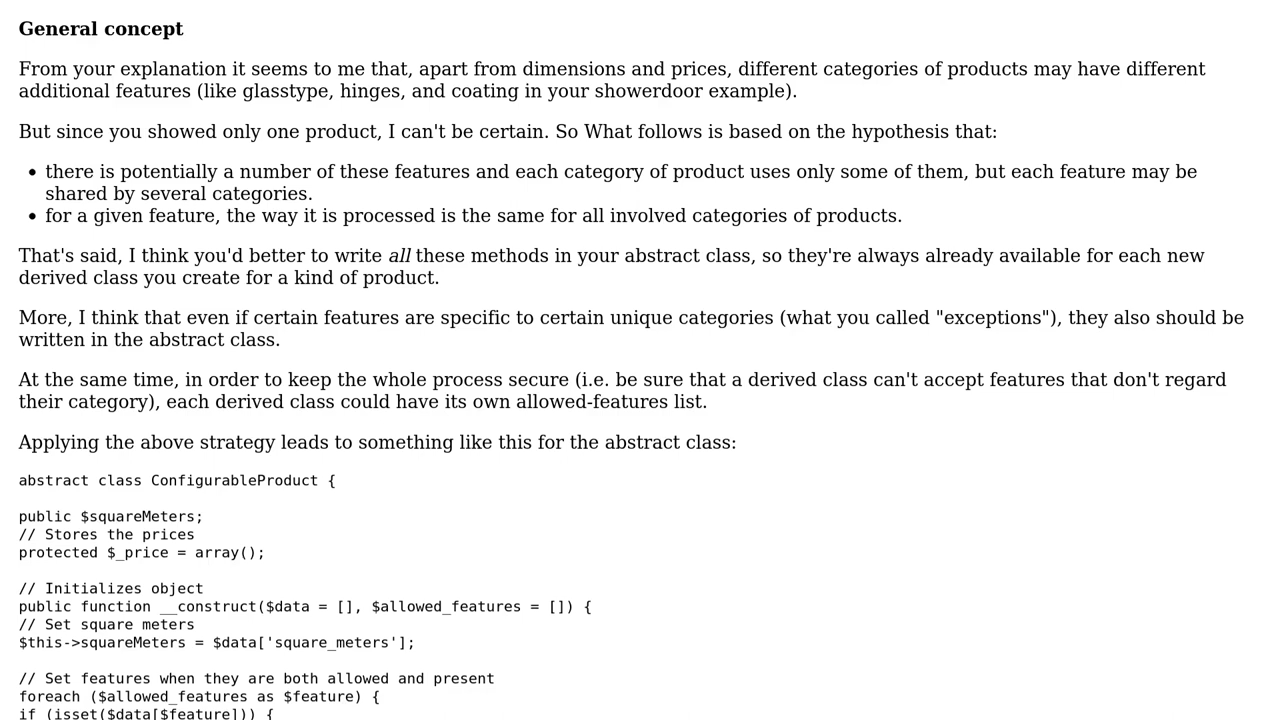 General concept
From your explanation it seems to me that, apart from dimensions and prices, different categories of products may have different
additional features (like glasstype, hinges, and coating in your showerdoor example).
But since you showed only one product, I can't be certain. So What follows is based on the hypothesis that:
• there is potentially a number of these features and each category of product uses only some of them, but each feature may be
shared by several categories.
• for a given feature, the way it is processed is the same for all involved categories of products.
That's said, I think you'd better to write all these methods in your abstract class, so they're always already available for each new
derived class you create for a kind of product.
More, I think that even if certain features are specific to certain unique categories (what you called "exceptions"), they also should be
written in the abstract class.
At the same time, in order to keep the whole process secure (i.e. be sure that a derived class can't accept features that don't regard
their category), each derived class could have its own allowed-features list.
Applying the above strategy leads to something like this for the abstract class:
abstract class ConfigurableProduct {
public $squareMeters;
// Stores the prices
protected $_price = array();
// Initializes object
public function __construct($data = [], $allowed_features = []) {
// Set square meters
$this->squareMeters = $data['square_meters'];
// Set features when they are both allowed and present
foreach ($allowed_features as $feature) {
if (isset($data[$feature])) {